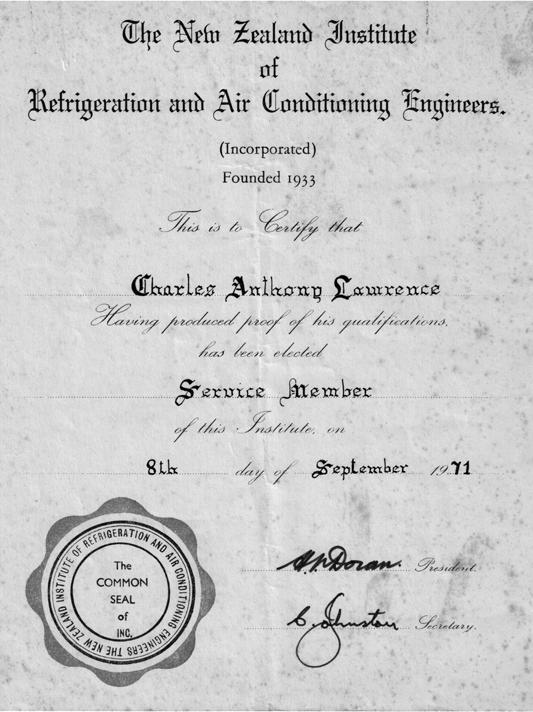 The New Zealand Institute
of
Refrigeration and Air Conditioning Engineers.
(Incorporated)
Founded 1933
This is to Certify that
Charles Anthony Lawrence
Having produced proof of his qualifications,
has been elected
Service Member
of this Institute, on
8th day of September 1971
THE NEW ZEALAND INSTITUTE OF REFRIGERATION AND AIR CONDITIONING ENGINEERS
The
COMMON
SEAL
of
INC.
Doran. President.
C. Johnston Secretary.